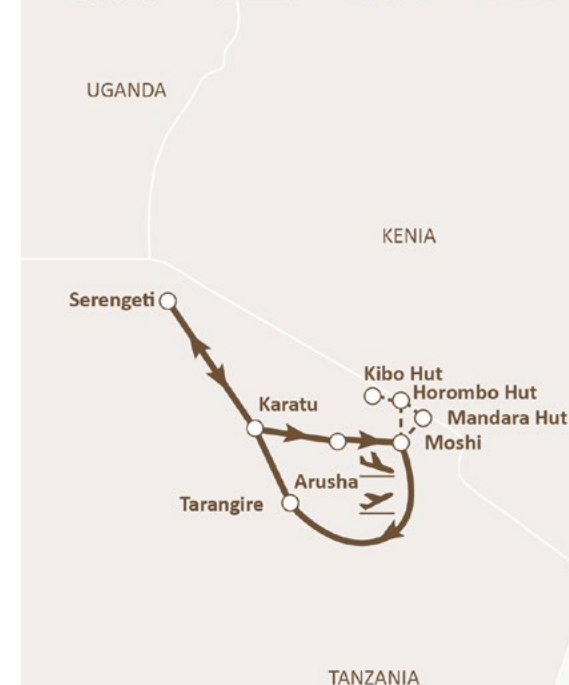 UGANDA
KENIA
Serengeti
Kibo Hut
Horombo Hut
Karatu
Mandara Hut
Moshi
Arusha
Tarangire
TANZANIA